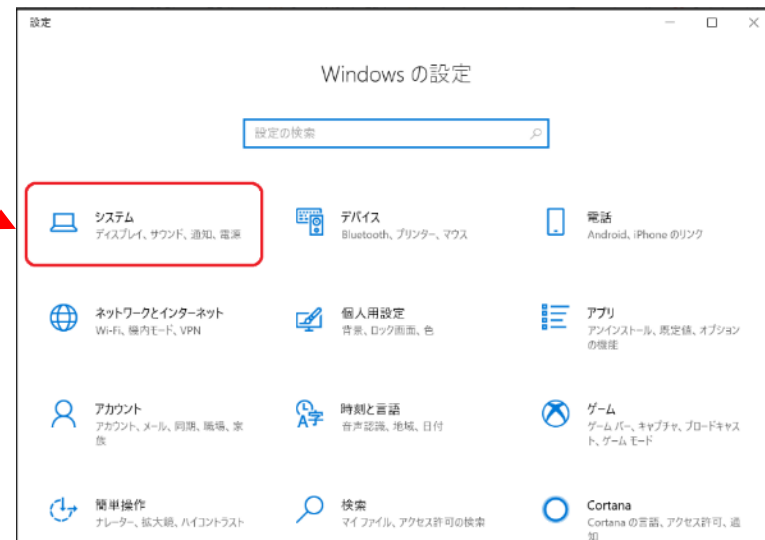 設定
Windows の設定
設定の検索
システム
ディスプレイ、サウンド、通知、電源
デバイス
Bluetooth、プリンター、マウス
電話
Android、iPhone のリンク
ネットワークとインターネット
Wi-Fi、機内モード、VPN
個人用設定
背景、ロック画面、色
アプリ
アンインストール、既定値、オプション
の機能
アカウント
アカウント、メール、同期、職場、家
族
時刻と言語
音声認識、地域、日付
ゲーム
ゲーム バー、キャプチャ、ブロードキャス
ト、ゲーム モード
簡単操作
ナレーター、拡大鏡、ハイコントラスト
検索
マイ ファイル、アクセス許可の検索
Cortana
Cortana の言語、アクセス許可、通
知